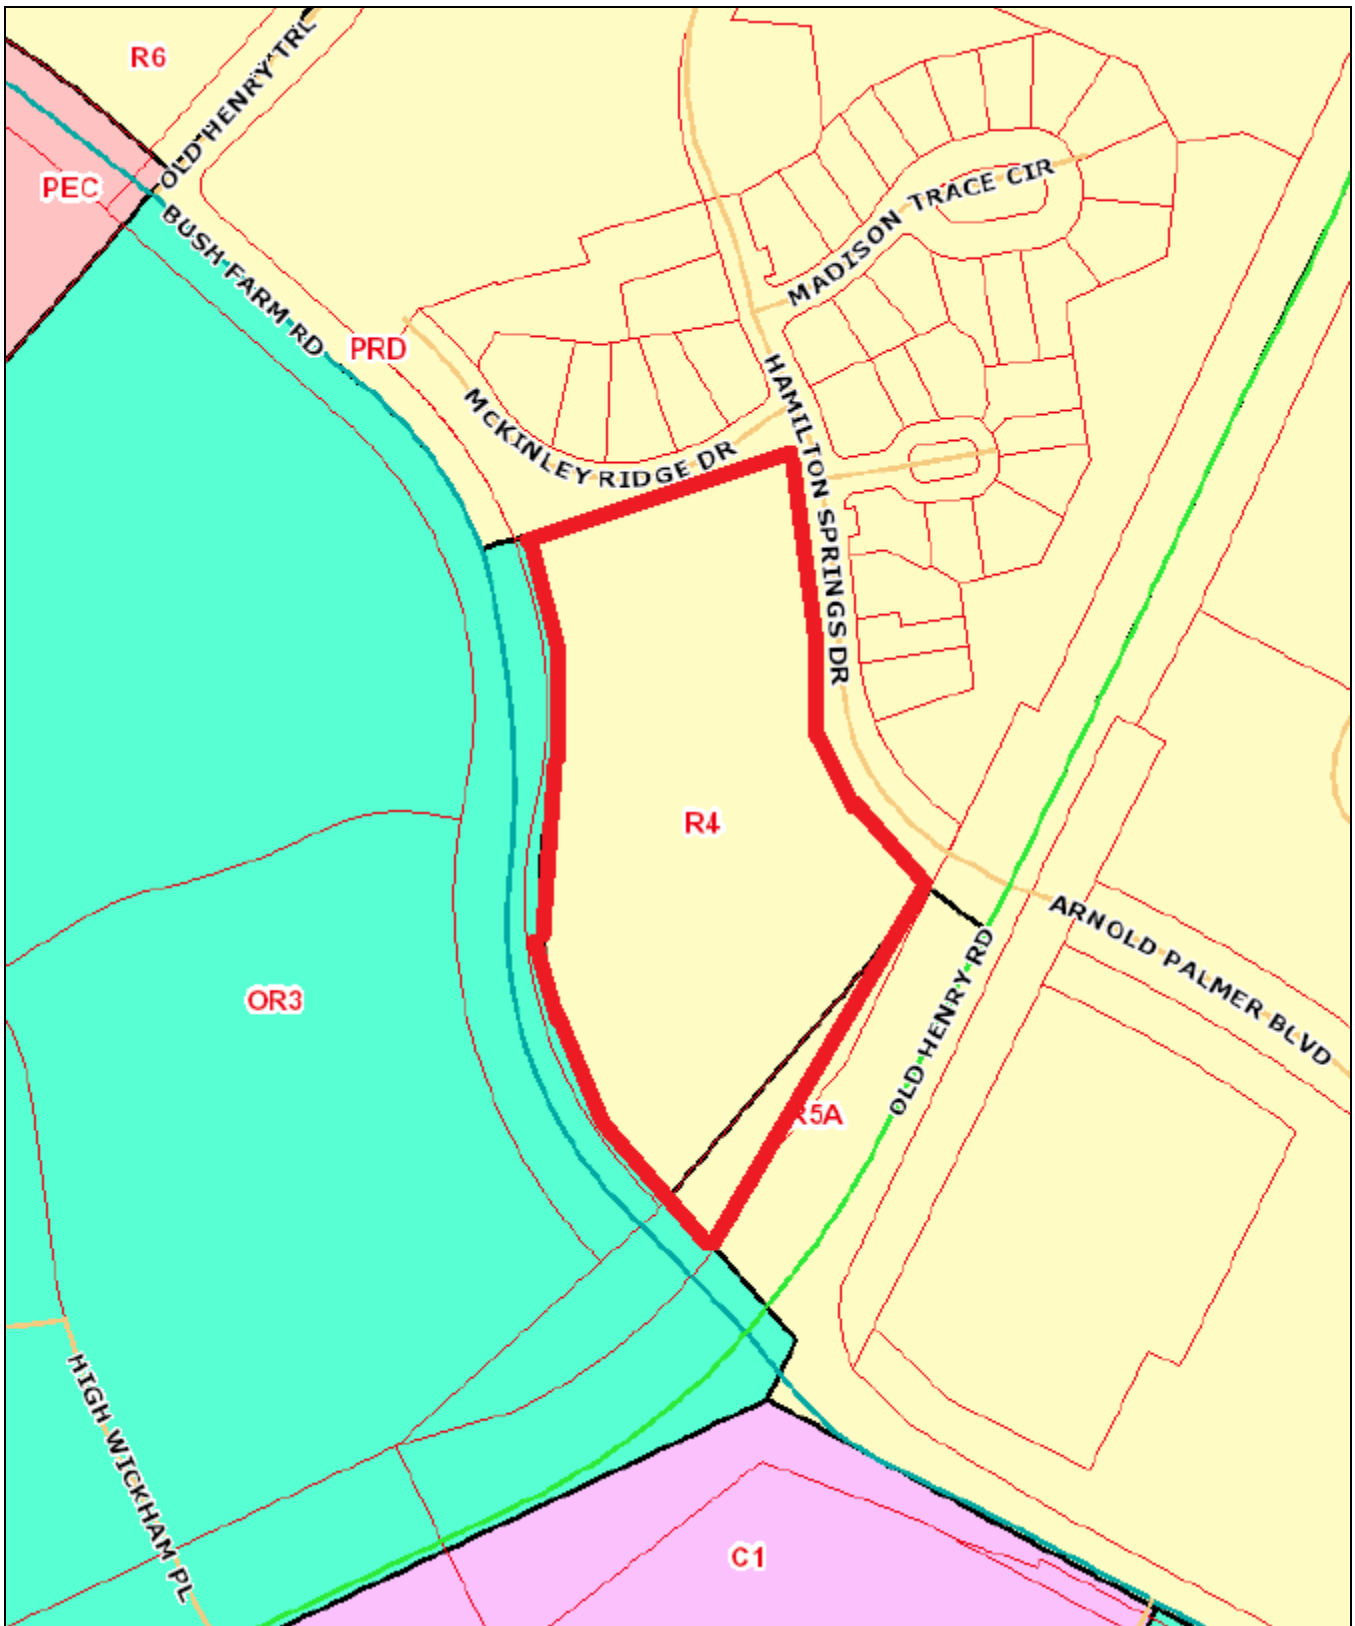 R6
OLD HENRY TRL
PEC
BUSH FARM RD
PRD
MADISON TRACE CIR
McKINLEY RIDGE DR
HAMILTON SPRINGS DR
R4
ARNOLD PALMER BLVD
OLD HENRY RD
OR3
R5A
HIGH WICKHAM PL
C1